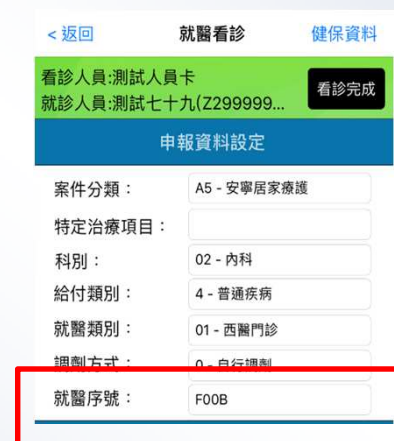 < 返回 就醫看診 健保資料
看診人員:測試人員卡
就診人員:測試七十九(Z299999...
看診完成
申報資料設定
案件分類： A5 - 安寧居家療護
特定治療項目：
科別： 02 - 內科
給付類別： 4 - 普通疾病
就醫類別： 01 - 西醫門診
調劑方式： 0 - 自行調劑
就醫序號： F00B